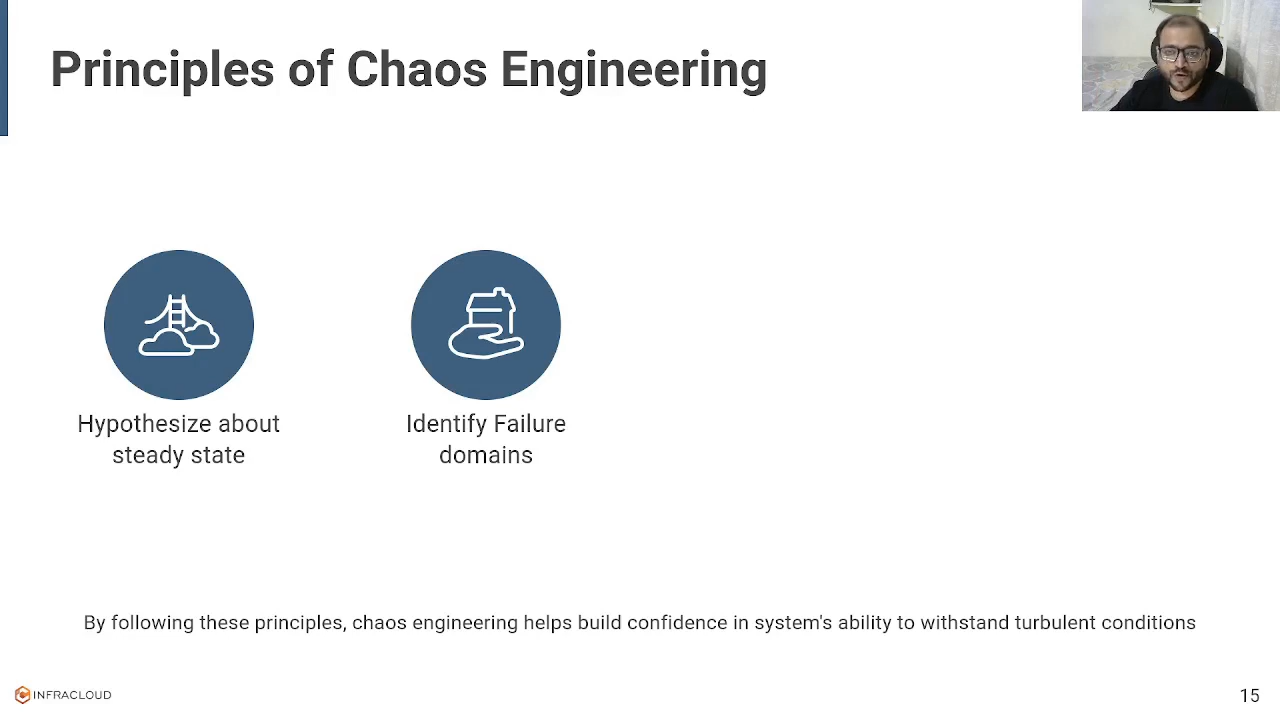 Principles of Chaos Engineering
Hypothesize about
steady state
Identify Failure
domains
By following these principles, chaos engineering helps build confidence in system's ability to withstand turbulent conditions
INFRACLOUD
15